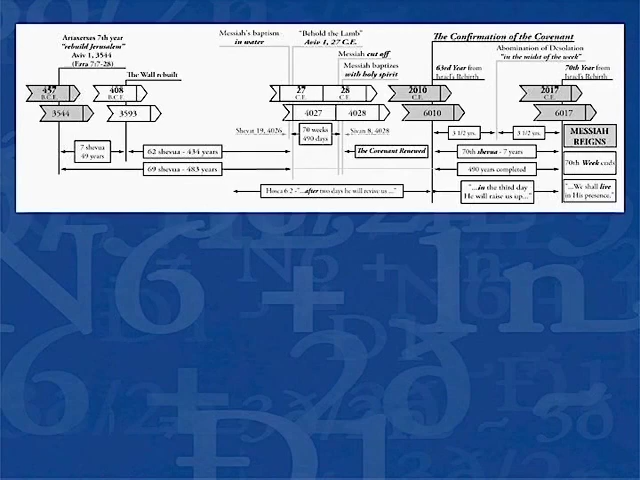 Artaxerxes 7th year
"rebuild Jerusalem"
Aviv 1, 3544
(Ezra 7:7-28)
The Wall rebuilt
Messiah's baptism
in water
"Behold the Lamb"
Aviv 1, 27 C.E.
Messiah cut off
Messiah baptizes
with holy spirit
The Confirmation of the Covenant
Abomination of Desolation
"in the midst of the week"
63rd Year from
Israel's Rebirth
70th Year from
Israel's Rebirth
457
B.C.E.
3544
408
B.C.E.
3593
27
C.E.
28
C.E.
4027
4028
2010
C.E.
6010
2017
C.E.
6017
Shevat 19, 4026
70 weeks
490 days
Sivan 8, 4028
3 1/2 yrs.
3 1/2 yrs.
MESSIAH
REIGNS
7 shevua
49 years
62 shevua - 434 years
The Covenant Renewed
70th shevua - 7 years
69 shevua - 483 years
490 years completed
70th Week ends
Hosea 6:2 -"...after two days he will revive us ..."
"...in the third day
He will raise us up..."
"...We shall live
in His presence."
N6 + 1n
Đ1